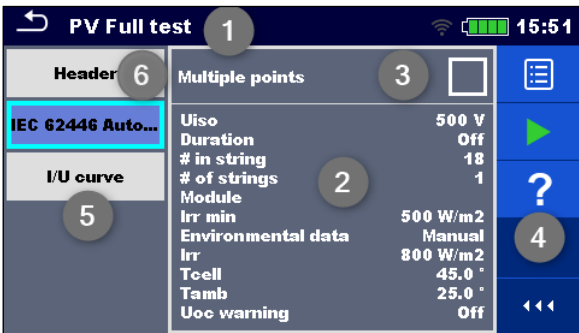 PV Full test
1
15:51
Header
6
Multiple points
3
IEC 62446 Auto...
I/U curve
5
Uiso 500 V
Duration Off
# in string 18
# of strings 1
2
Module
Irr min 500 W/m2
Environmental data Manual
Irr 800 W/m2
Tcell 45.0 °
Tamb 25.0 °
Uoc warning Off
?
4